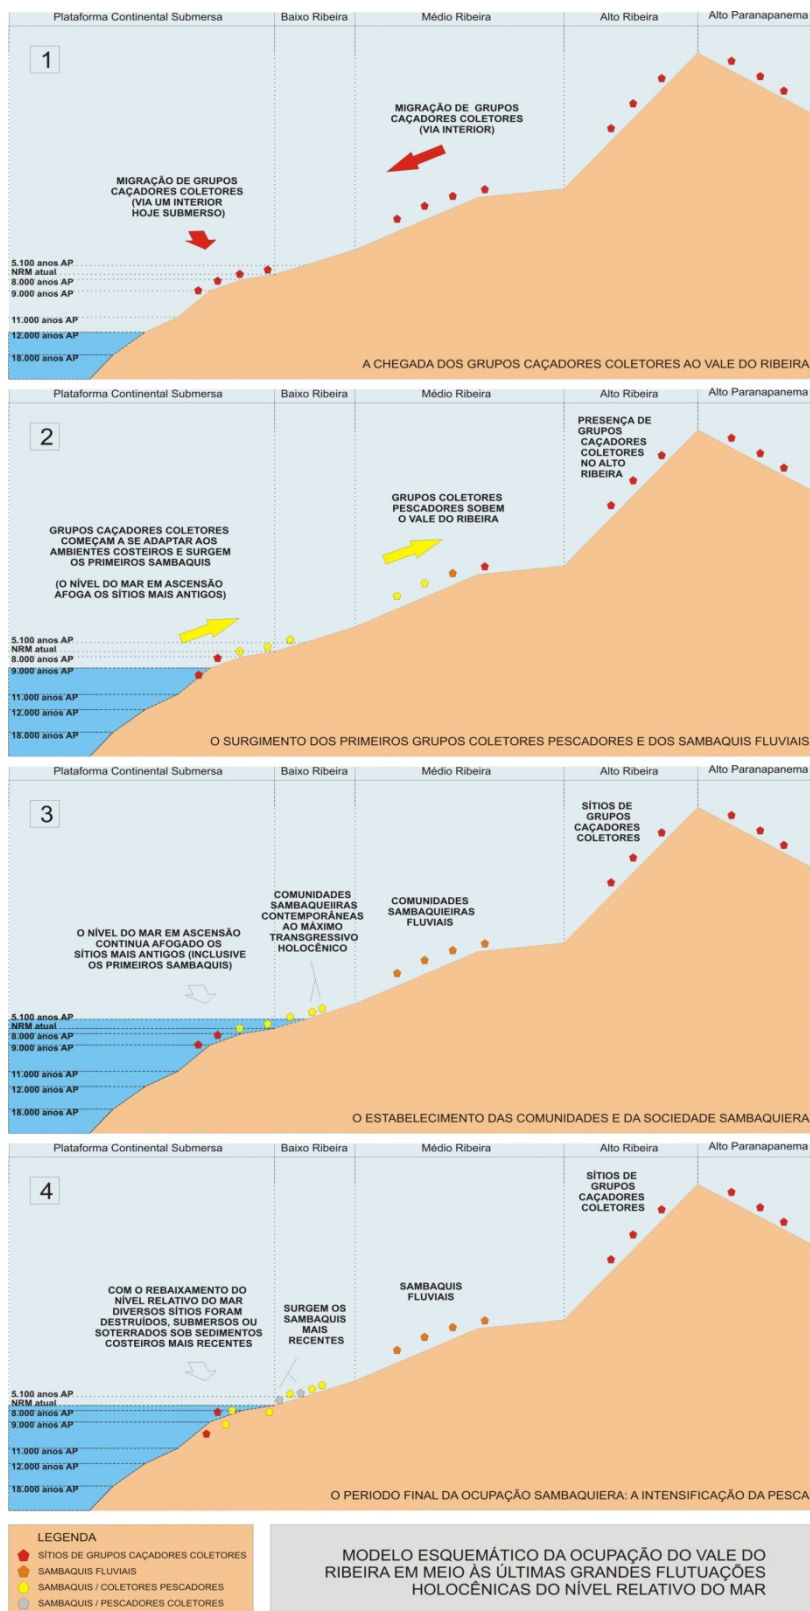 Plataforma Continental Submersa
Baixo Ribeira
Médio Ribeira
Alto Ribeira
Alto Paranapanema
1
MIGRAÇÃO DE GRUPOS
CAÇADORES COLETORES
(VIA INTERIOR)
MIGRAÇÃO DE GRUPOS
CAÇADORES COLETORES
(VIA UM INTERIOR
HOJE SUBMERSO)
5.100 anos AP
NRM atual
8.000 anos AP
9.000 anos AP
11.000 anos AP
12.000 anos AP
18.000 anos AP
A CHEGADA DOS GRUPOS CAÇADORES COLETORES AO VALE DO RIBEIRA
Plataforma Continental Submersa
Baixo Ribeira
Médio Ribeira
Alto Ribeira
Alto Paranapanema
2
PRESENÇA DE
GRUPOS
CAÇADORES
COLETORES
NO ALTO
RIBEIRA
GRUPOS COLETORES
PESCADORES SOBEM
O VALE DO RIBEIRA
GRUPOS CAÇADORES COLETORES
COMEÇAM A SE ADAPTAR AOS
AMBIENTES COSTEIROS E SURGEM
OS PRIMEIROS SAMBAQUIS
(O NÍVEL DO MAR EM ASCENSÃO
AFOGA OS SÍTIOS MAIS ANTIGOS)
5.100 anos AP
NRM atual
8.000 anos AP
9.000 anos AP
11.000 anos AP
12.000 anos AP
18.000 anos AP
O SURGIMENTO DOS PRIMEIROS GRUPOS COLETORES PESCADORES E DOS SAMBAQUIS FLUVIAIS
Plataforma Continental Submersa
Baixo Ribeira
Médio Ribeira
Alto Ribeira
Alto Paranapanema
3
SÍTIOS DE
GRUPOS
CAÇADORES
COLETORES
COMUNIDADES
SAMBAQUEIIRAS
CONTEMPORÂNEAS
AO MÁXIMO
TRANSGRESSIVO
HOLOCÊNICO
COMUNIDADES
SAMBAQUIEIRAS
FLUVIAIS
O NÍVEL DO MAR EM ASCENSÃO
CONTINUA AFOGADO OS
SÍTIOS MAIS ANTIGOS (INCLUSIVE
OS PRIMEIROS SAMBAQUIS)
5.100 anos AP
NRM atual
8.000 anos AP
9.000 anos AP
11.000 anos AP
12.000 anos AP
18.000 anos AP
O ESTABELECIMENTO DAS COMUNIDADES E DA SOCIEDADE SAMBAQUIERA
Plataforma Continental Submersa
Baixo Ribeira
Médio Ribeira
Alto Ribeira
Alto Paranapanema
4
SÍTIOS DE
GRUPOS
CAÇADORES
COLETORES
SAMBAQUIS
FLUVIAIS
COM O REBAIXAMENTO DO
NÍVEL RELATIVO DO MAR
DIVERSOS SÍTIOS FORAM
DESTRUÍDOS, SUBMERSOS OU
SOTERRADOS SOB SEDIMENTOS
COSTEIROS MAIS RECENTES
SURGEM OS
SAMBAQUIS
MAIS
RECENTES
5.100 anos AP
NRM atual
8.000 anos AP
9.000 anos AP
11.000 anos AP
12.000 anos AP
18.000 anos AP
O PERIODO FINAL DA OCUPAÇÃO SAMBAQUIERA: A INTENSIFICAÇÃO DA PESCA
LEGENDA
SÍTIOS DE GRUPOS CAÇADORES COLETORES
SAMBAQUIS FLUVIAIS
SAMBAQUIS / COLETORES PESCADORES
SAMBAQUIS / PESCADORES COLETORES
MODELO ESQUEMÁTICO DA OCUPAÇÃO DO VALE DO
RIBEIRA EM MEIO ÀS ÚLTIMAS GRANDES FLUTUAÇÕES
HOLOCÊNICAS DO NÍVEL RELATIVO DO MAR